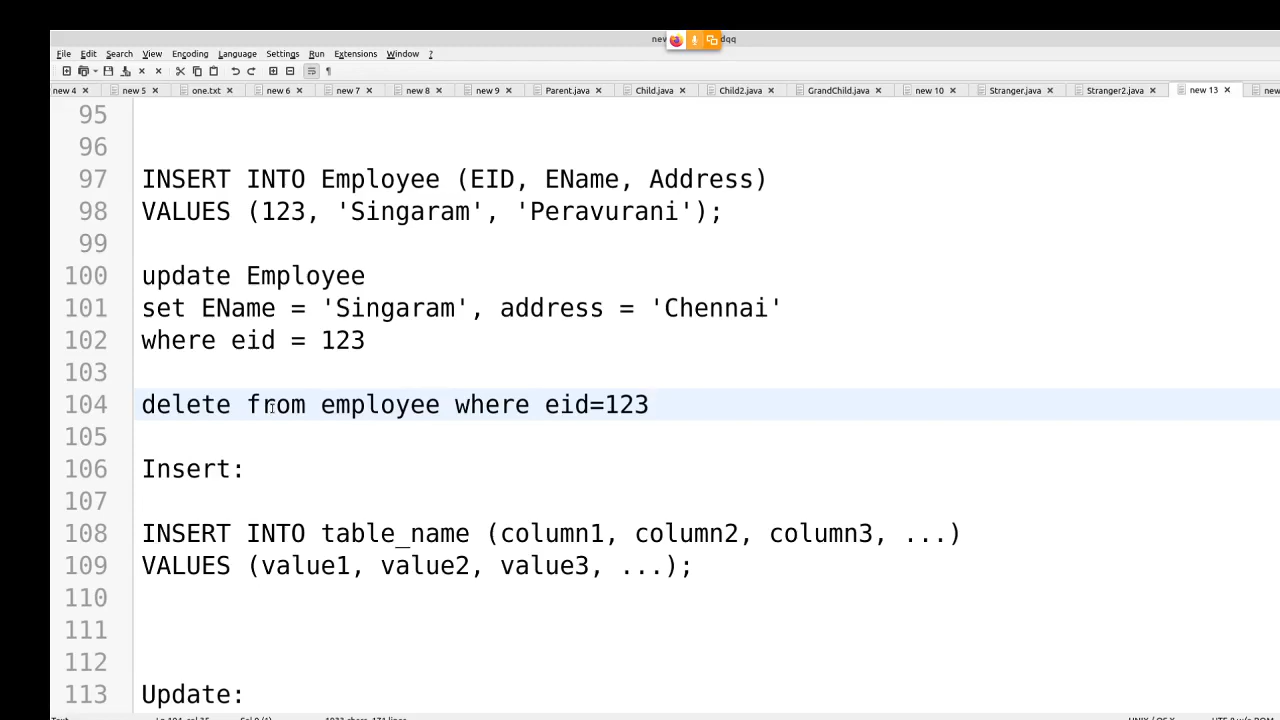 new dqq
File Edit Search View Encoding Language Settings Run Extensions Window ?
new 4 new 5 one.txt new 6 new 7 new 8 new 9 Parent.java Child.java Child2.java GrandChild.java new 10 Stranger.java Stranger2.java new 13 new
95
96
97 INSERT INTO Employee (EID, EName, Address)
98 VALUES (123, 'Singaram', 'Peravurani');
99
100 update Employee
101 set EName = 'Singaram', address = 'Chennai'
102 where eid = 123
103
104 delete from employee where eid=123
105
106 Insert:
107
108 INSERT INTO table_name (column1, column2, column3, ...)
109 VALUES (value1, value2, value3, ...);
110
111
112
113 Update: